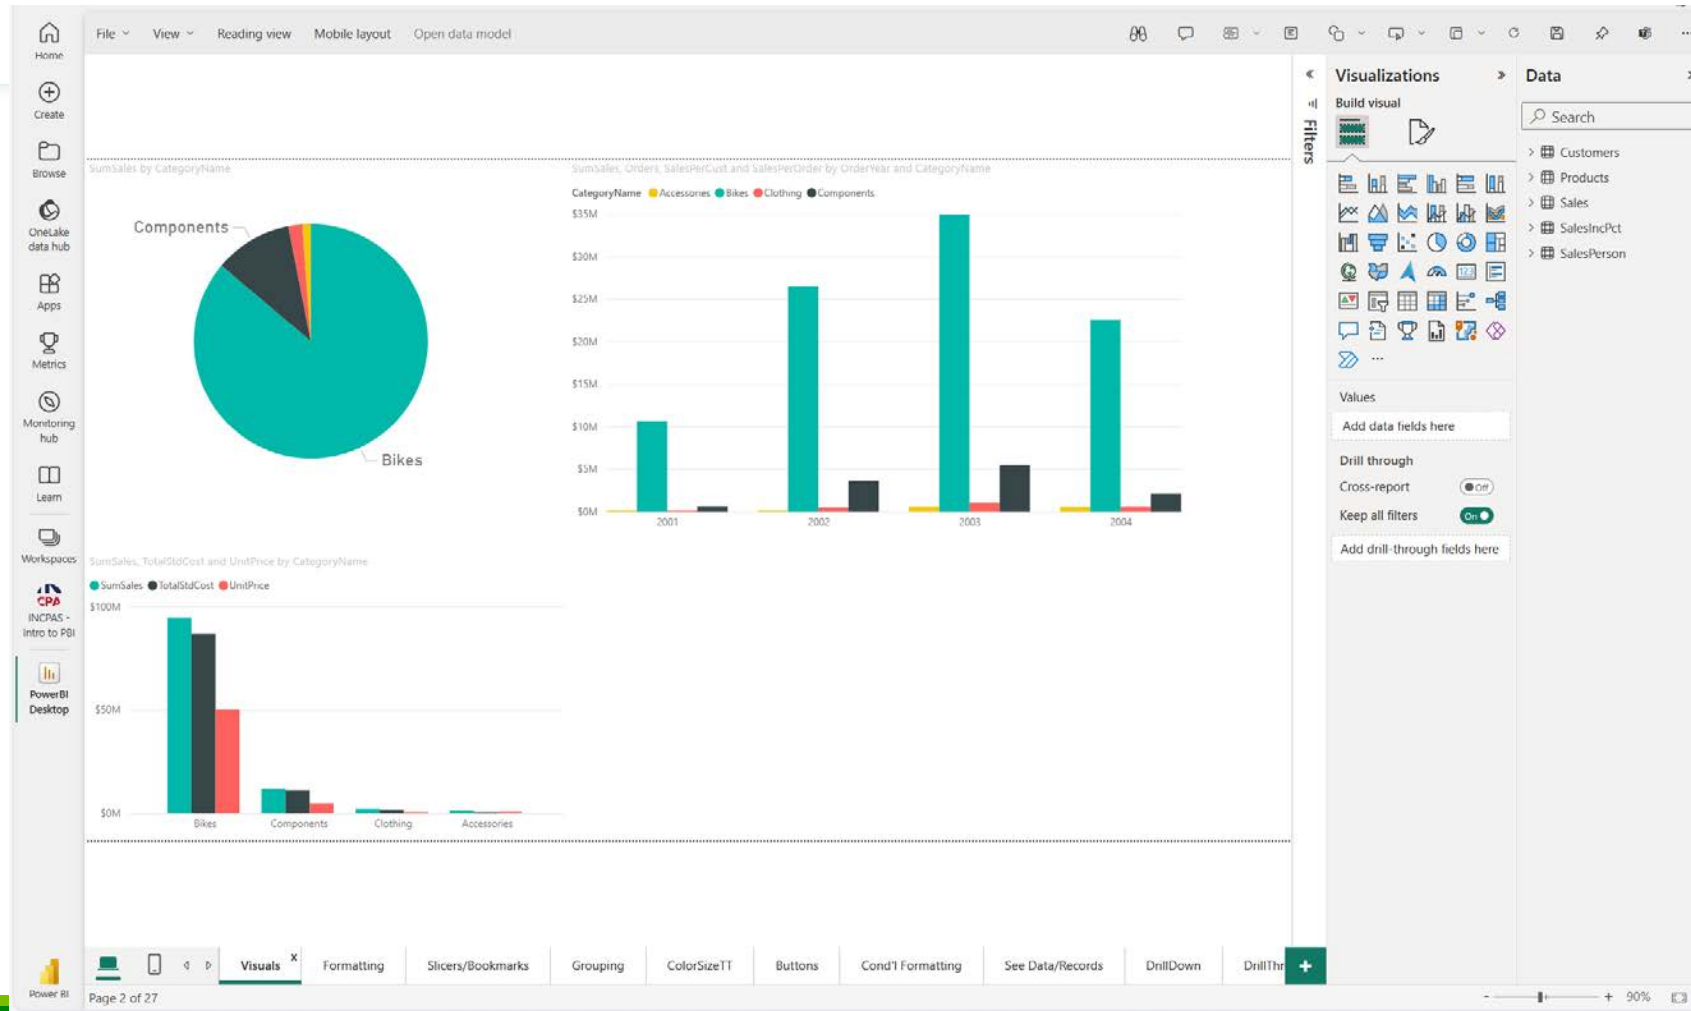 Home
Create
Browse
OneLake
data hub
Apps
Metrics
Monitoring
hub
Learn
Workspaces
CPA
INCPAS -
Intro to PBI
PowerBI
Desktop
Power BI
File View Reading view Mobile layout Open data model
SumSales by CategoryName
Components
Bikes
SumSales, Orders, SalesPerCust and SalesPerOrder by OrderYear and CategoryName
CategoryName Accessories Bikes Clothing Components
$35M
$30M
$25M
$20M
$15M
$10M
$5M
$0M
2001 2002 2003 2004
SumSales, TotalStdCost and UnitPrice by CategoryName
SumSales TotalStdCost UnitPrice
$100M
$50M
$0M
Bikes Components Clothing Accessories
Filters
Visualizations
Build visual
123
Values
Add data fields here
Drill through
Cross-report Off
Keep all filters On
Add drill-through fields here
Data
Search
Customers
Products
Sales
SalesIncPct
SalesPerson
Visuals x Formatting Slicers/Bookmarks Grouping ColorSizeTT Buttons Cond'l Formatting See Data/Records DrillDown DrillThr +
Page 2 of 27
- + 90%